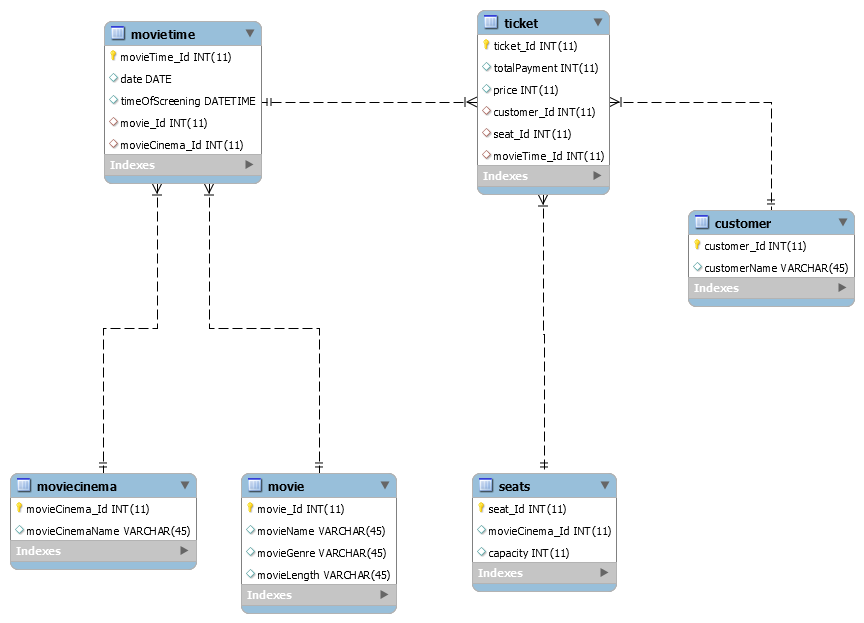 movietime
movieTime_Id INT(11)
date DATE
timeOfScreening DATETIME
movie_Id INT(11)
movieCinema_Id INT(11)
Indexes
ticket
ticket_Id INT(11)
totalPayment INT(11)
price INT(11)
customer_Id INT(11)
seat_Id INT(11)
movieTime_Id INT(11)
Indexes
customer
customer_Id INT(11)
customerName VARCHAR(45)
Indexes
moviecinema
movieCinema_Id INT(11)
movieCinemaName VARCHAR(45)
Indexes
movie
movie_Id INT(11)
movieName VARCHAR(45)
movieGenre VARCHAR(45)
movieLength VARCHAR(45)
Indexes
seats
seat_Id INT(11)
movieCinema_Id INT(11)
capacity INT(11)
Indexes